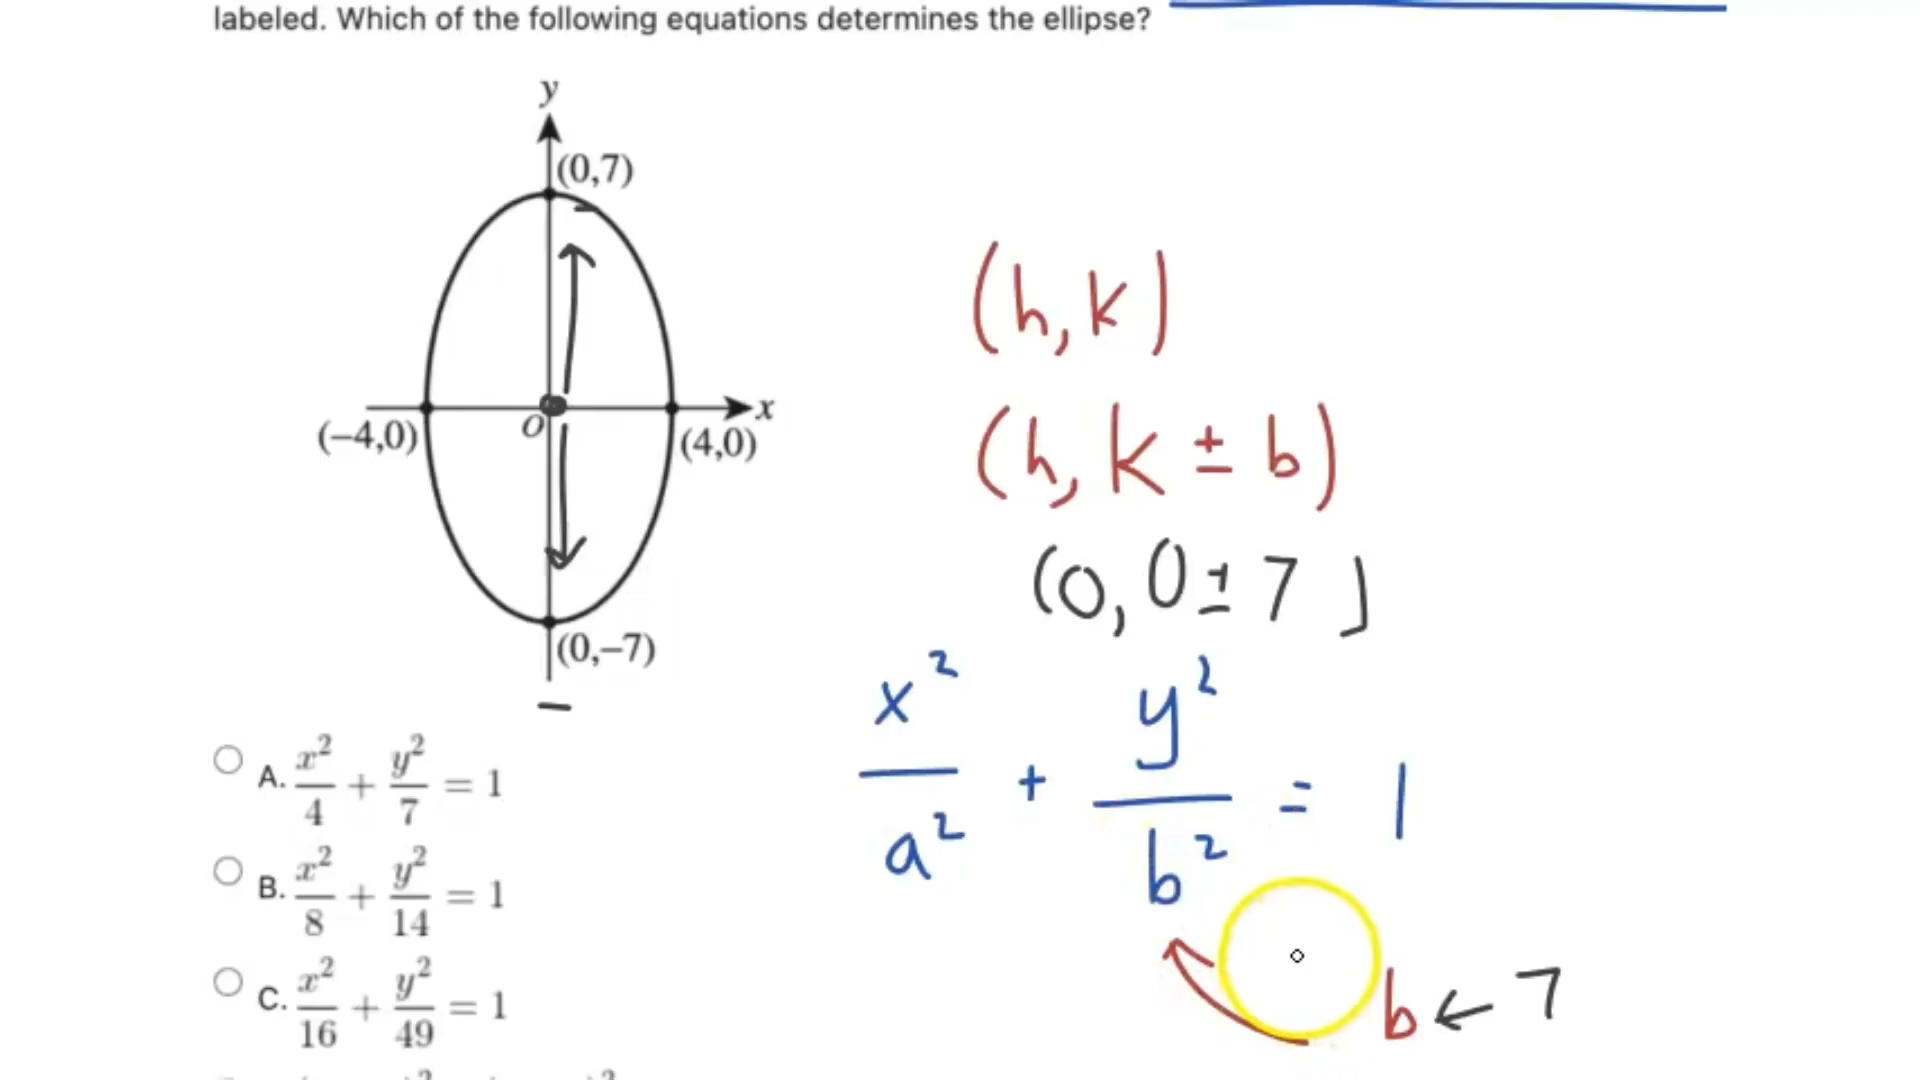 labeled. Which of the following equations determines the ellipse?
y
(0,7)
x
O
(−4,0)
(4,0)
(0,−7)
A. x²/4 + y²/7 = 1
B. x²/8 + y²/14 = 1
C. x²/16 + y²/49 = 1
(h, k)
(h, k ± b)
(0, 0 ± 7)
x²/a² + y²/b² = 1
b ← 7